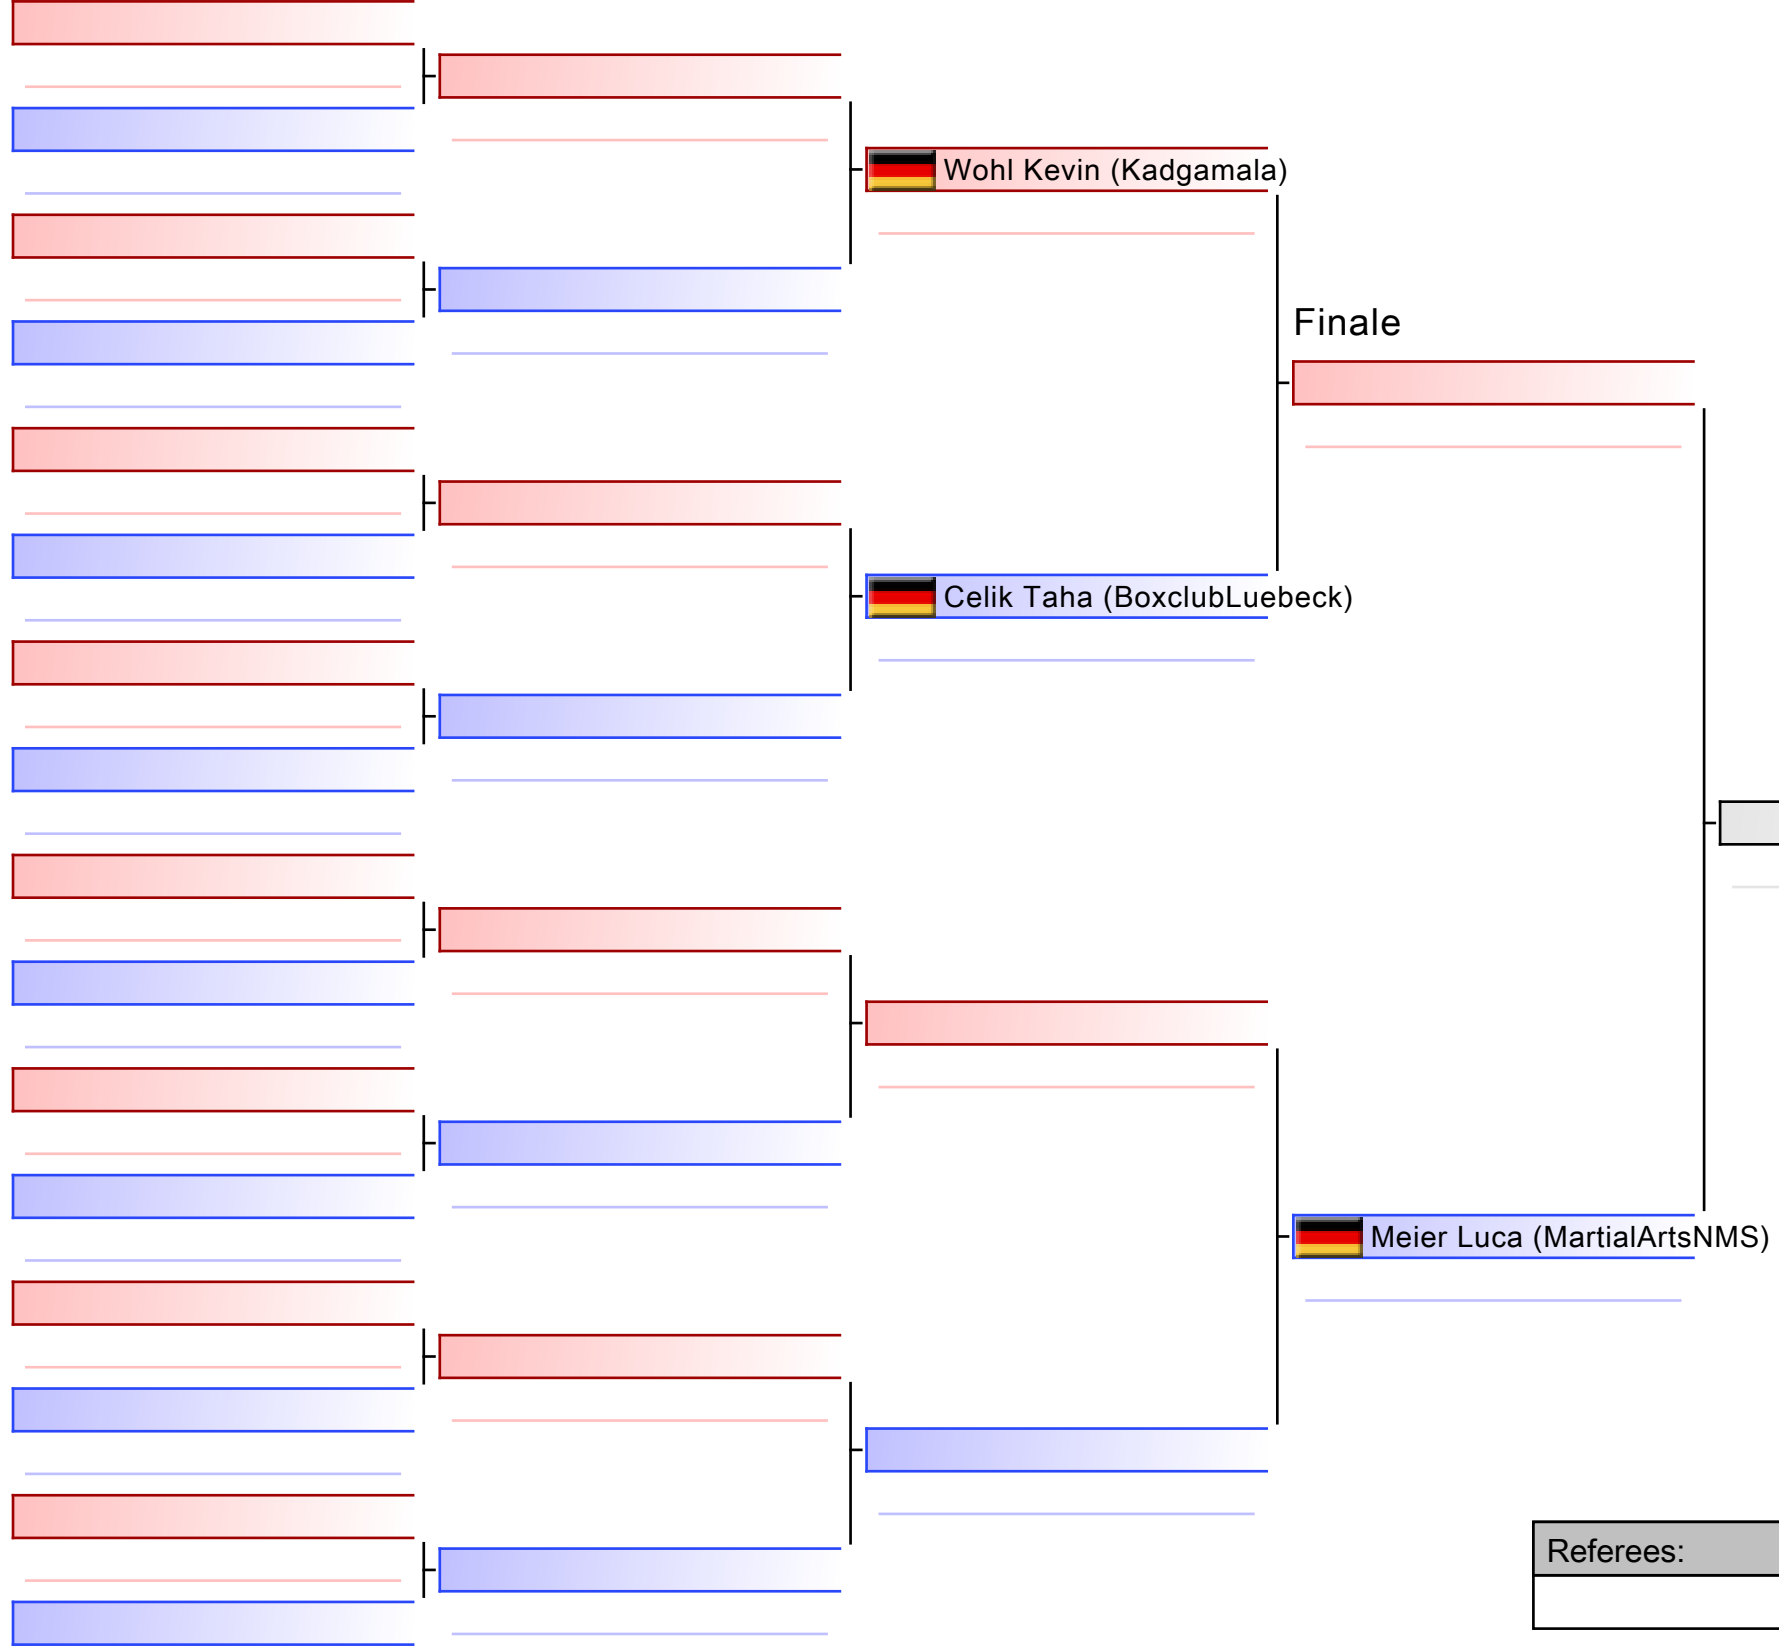 Wohl Kevin (Kadgamala)
Finale
Celik Taha (BoxclubLuebeck)
Meier Luca (MartialArtsNMS)
Referees: